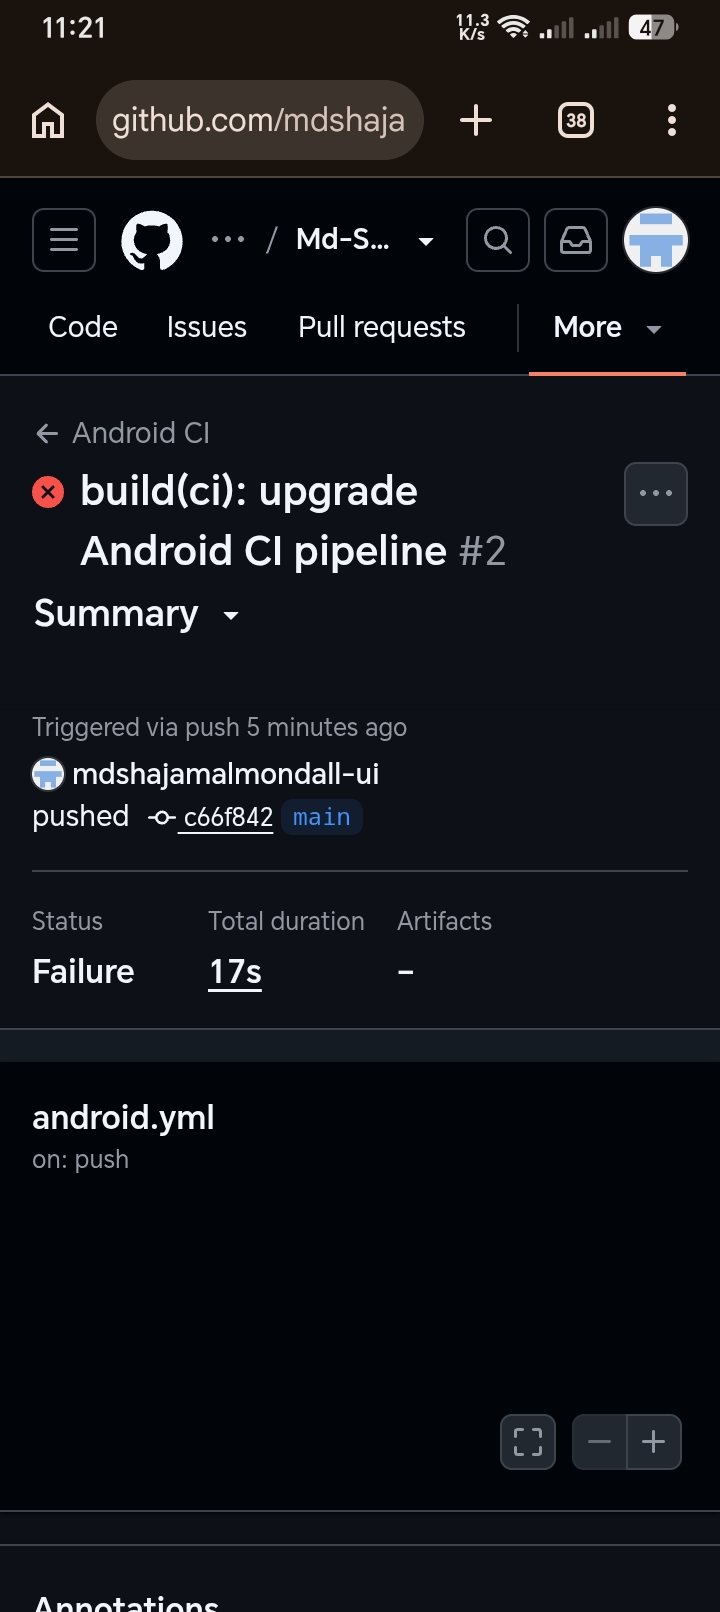 11:21
11.3
K/s
47
github.com/mdshaja
38
··· / Md-S...
Code Issues Pull requests More
← Android CI
build(ci): upgrade
Android CI pipeline #2
Summary
Triggered via push 5 minutes ago
mdshajamalmondall-ui
pushed c66f842 main
Status Total duration Artifacts
Failure 17s –
android.yml
on: push
Annotations